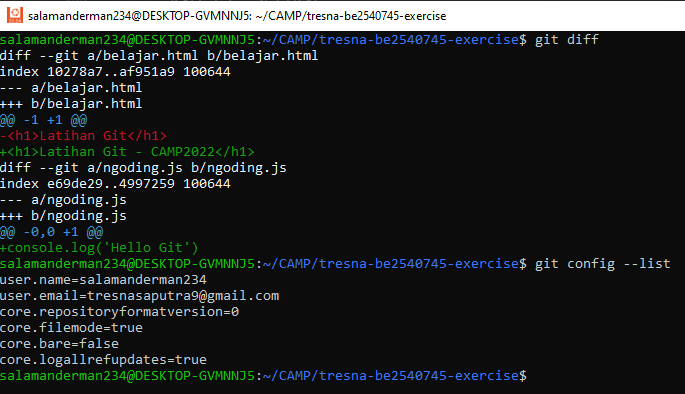 salamanderman234@DESKTOP-GVMNNJ5: ~/CAMP/tresna-be2540745-exercise
salamanderman234@DESKTOP-GVMNNJ5:~/CAMP/tresna-be2540745-exercise$ git diff
diff --git a/belajar.html b/belajar.html
index 10278a7..af951a9 100644
--- a/belajar.html
+++ b/belajar.html
@@ -1 +1 @@
-<h1>Latihan Git</h1>
+<h1>Latihan Git - CAMP2022</h1>
diff --git a/ngoding.js b/ngoding.js
index e69de29..4997259 100644
--- a/ngoding.js
+++ b/ngoding.js
@@ -0,0 +1 @@
+console.log('Hello Git')
salamanderman234@DESKTOP-GVMNNJ5:~/CAMP/tresna-be2540745-exercise$ git config --list
user.name=salamanderman234
user.email=tresnasaputra9@gmail.com
core.repositoryformatversion=0
core.filemode=true
core.bare=false
core.logallrefupdates=true
salamanderman234@DESKTOP-GVMNNJ5:~/CAMP/tresna-be2540745-exercise$